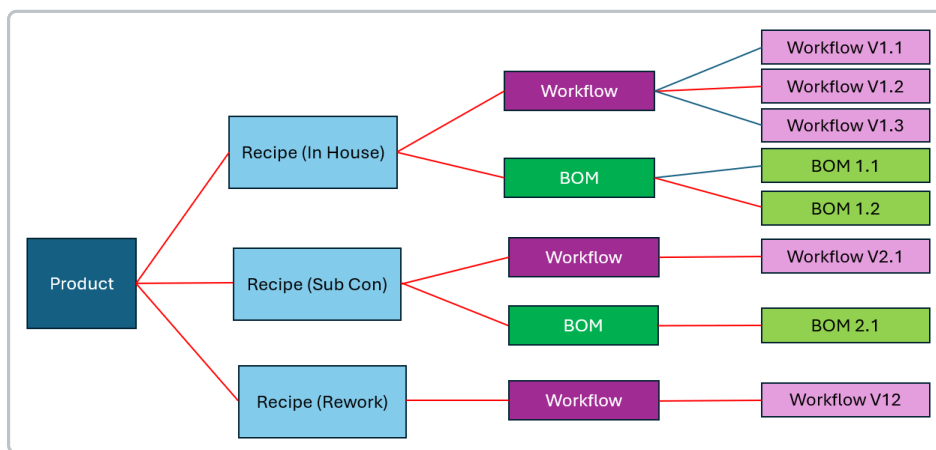 Product
Recipe (In House)
Workflow
Workflow V1.1
Workflow V1.2
Workflow V1.3
BOM
BOM 1.1
BOM 1.2
Recipe (Sub Con)
Workflow
Workflow V2.1
BOM
BOM 2.1
Recipe (Rework)
Workflow
Workflow V12